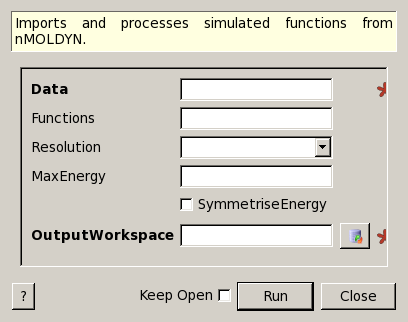 Imports and processes simulated functions from
nMOLDYN.
Data
Functions
Resolution
MaxEnergy
SymmetriseEnergy
OutputWorkspace
? Keep Open Run Close